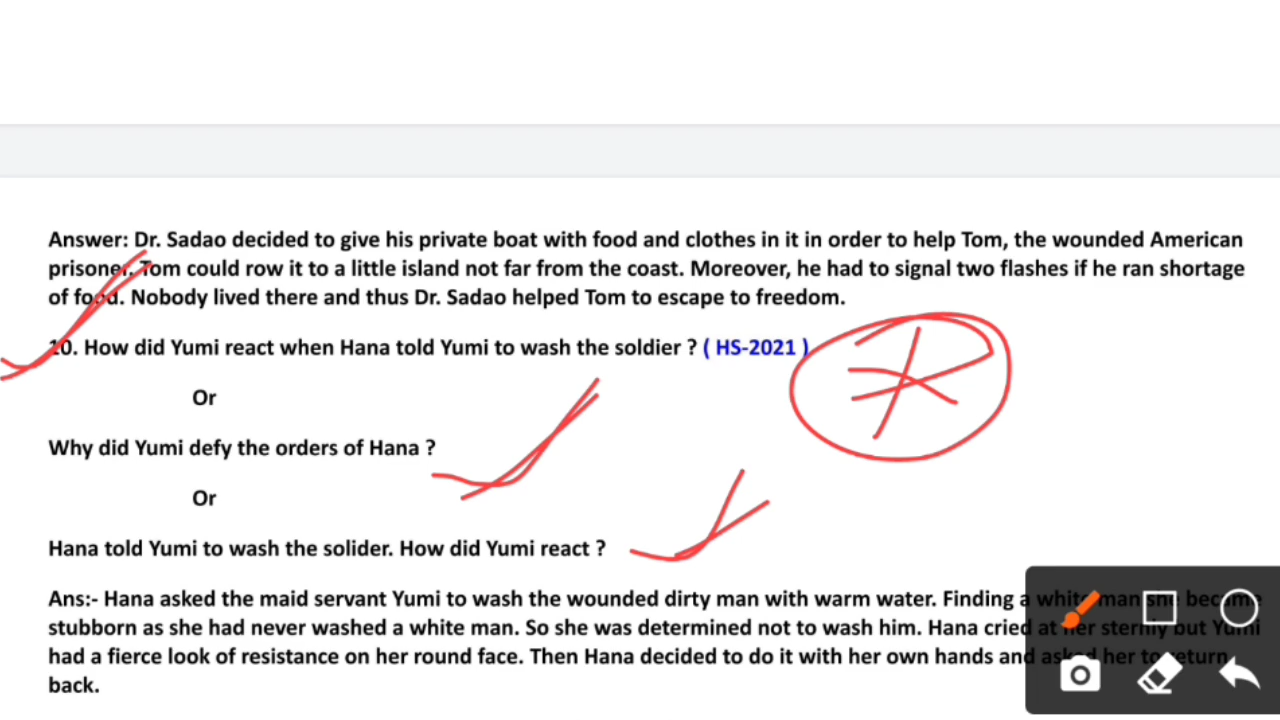 Answer: Dr. Sadao decided to give his private boat with food and clothes in it in order to help Tom, the wounded American
prisoner. Tom could row it to a little island not far from the coast. Moreover, he had to signal two flashes if he ran shortage
of food. Nobody lived there and thus Dr. Sadao helped Tom to escape to freedom.
10. How did Yumi react when Hana told Yumi to wash the soldier ? ( HS-2021 )
Or
Why did Yumi defy the orders of Hana ?
Or
Hana told Yumi to wash the solider. How did Yumi react ?
Ans:- Hana asked the maid servant Yumi to wash the wounded dirty man with warm water. Finding a white man she became
stubborn as she had never washed a white man. So she was determined not to wash him. Hana cried at her sternly but Yumi
had a fierce look of resistance on her round face. Then Hana decided to do it with her own hands and asked her to return
back.